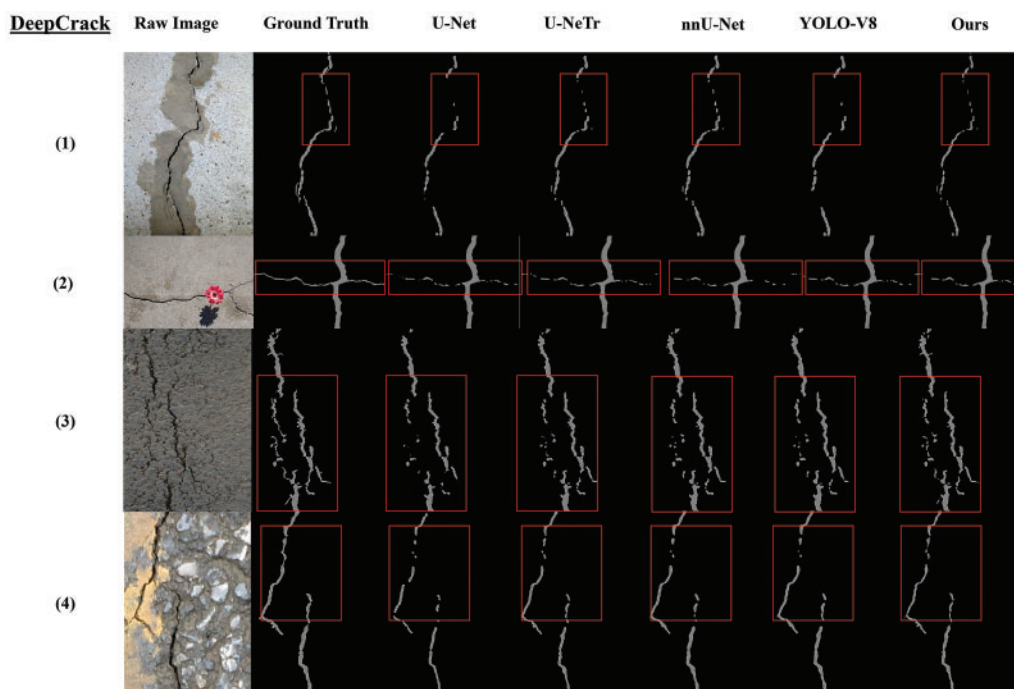 DeepCrack Raw Image Ground Truth U-Net U-NeTr nnU-Net YOLO-V8 Ours
(1)
(2)
(3)
(4)